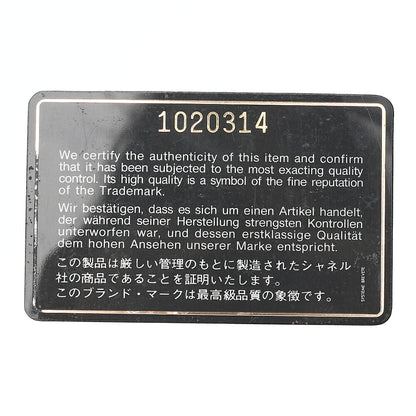 1020314
We certify the authenticity of this item and confirm
that it has been subjected to the most exacting quality
control. Its high quality is a symbol of the fine reputation
of the Trademark.
Wir bestätigen, dass es sich um einen Artikel handelt,
der während seiner Herstellung strengsten Kontrollen
unterworfen war, und dessen erstklassige Qualität
dem hohen Ansehen unserer Marke entspricht.
この製品は厳しい管理のもとに製造されたシャネル
社の商品であることを証明いたします。
このブランド・マークは最高級品質の象徴です。
SYSTEME BREVETE